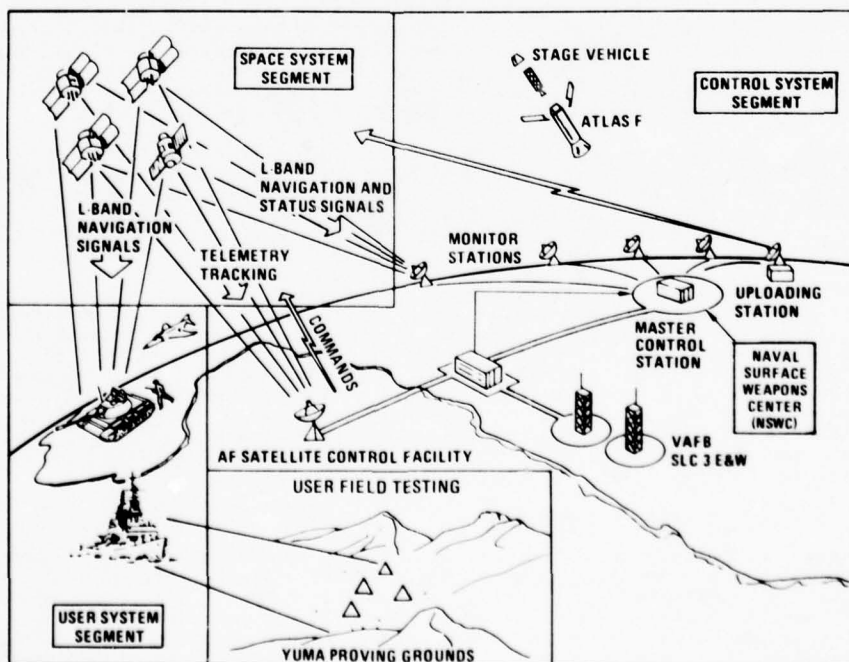 SPACE SYSTEM
SEGMENT
STAGE VEHICLE
CONTROL SYSTEM
SEGMENT
ATLAS F
L-BAND
NAVIGATION AND
STATUS SIGNALS
L-BAND
NAVIGATION
SIGNALS
TELEMETRY
TRACKING
MONITOR
STATIONS
UPLOADING
STATION
COMMANDS
MASTER
CONTROL
STATION
NAVAL
SURFACE
WEAPONS
CENTER
(NSWC)
VAFB
SLC 3 E&W
AF SATELLITE CONTROL FACILITY
USER FIELD TESTING
USER SYSTEM
SEGMENT
YUMA PROVING GROUNDS